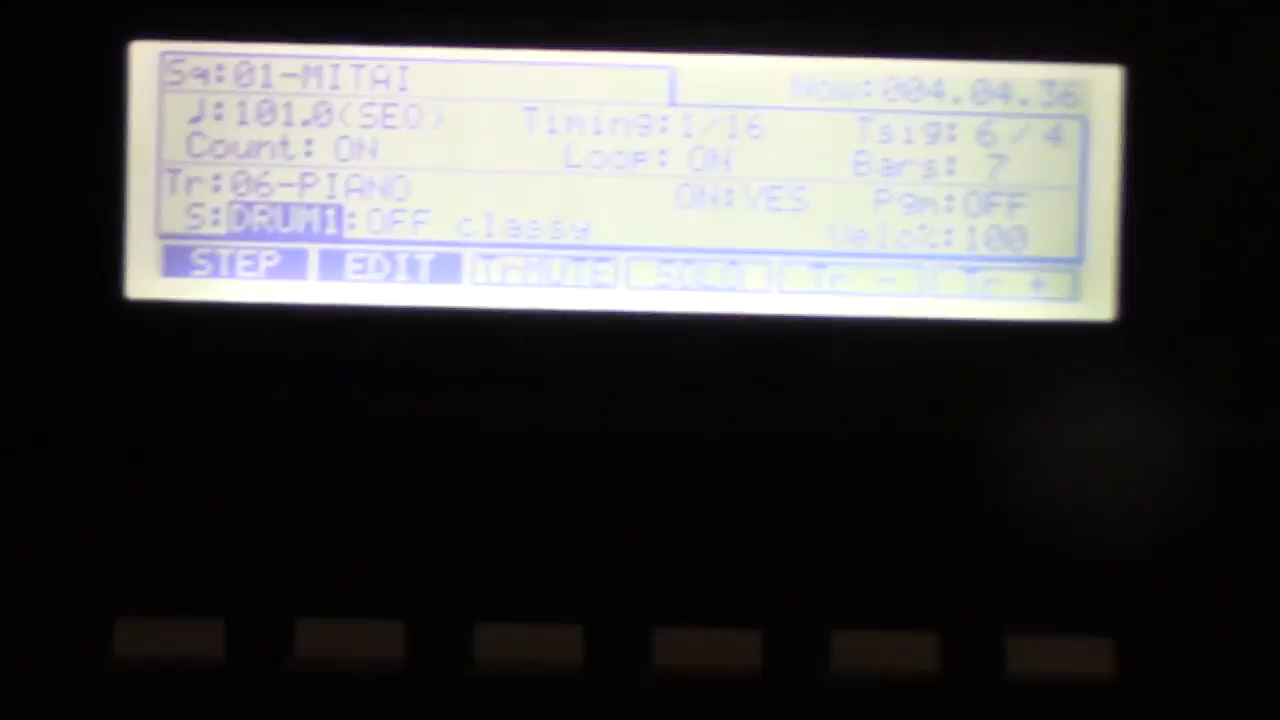 Sq:01-MITAI Now:004.04.36
J:101.0(SEQ) Timing:1/16 Tsig: 6/4
Count: ON Loop: ON Bars: 7
Tr:06-PIANO ON:YES Pgm:OFF
S:DRUM1:OFF classy Velo%:100
STEP EDIT Tr MUTE SOLO Tr - Tr +